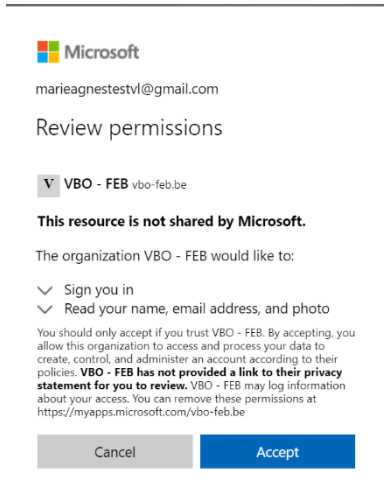 Microsoft
marieagnestestvl@gmail.com
Review permissions
V VBO - FEB vbo-feb.be
This resource is not shared by Microsoft.
The organization VBO - FEB would like to:
Sign you in
Read your name, email address, and photo
You should only accept if you trust VBO - FEB. By accepting, you
allow this organization to access and process your data to
create, control, and administer an account according to their
policies. VBO - FEB has not provided a link to their privacy
statement for you to review. VBO - FEB may log information
about your access. You can remove these permissions at
https://myapps.microsoft.com/vbo-feb.be
Cancel Accept